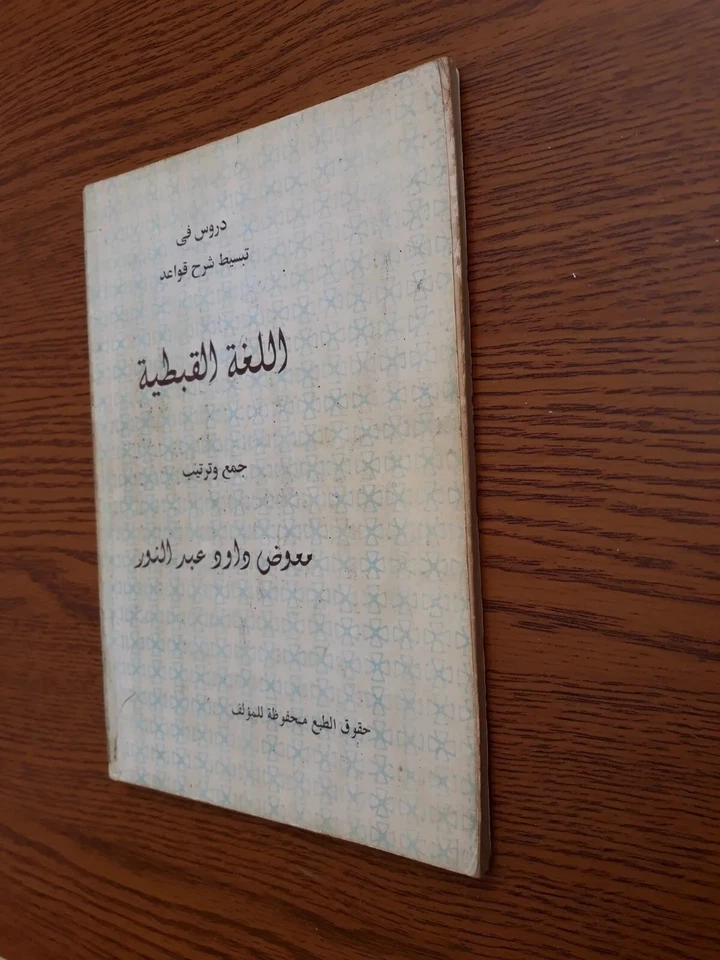 دروس فى
تبسيط شرح قواعد
اللغة القبطية
جمع وترتيب
معوض داود عبد النور
حقوق الطبع محفوظة للمؤلف